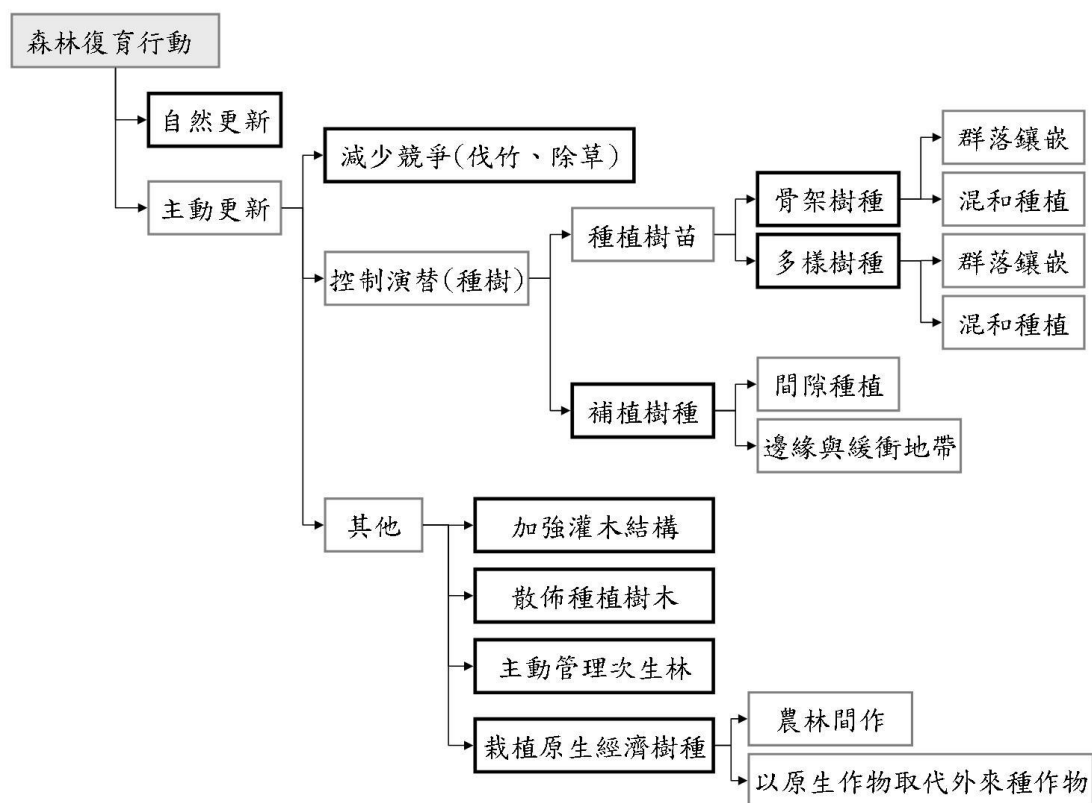 森林復育行動
自然更新
主動更新
減少競爭(伐竹、除草)
控制演替(種樹)
種植樹苗
骨架樹種
群落鑲嵌
混和種植
多樣樹種
群落鑲嵌
混和種植
補植樹種
間隙種植
邊緣與緩衝地帶
其他
加強灌木結構
散佈種植樹木
主動管理次生林
栽植原生經濟樹種
農林間作
以原生作物取代外來種作物